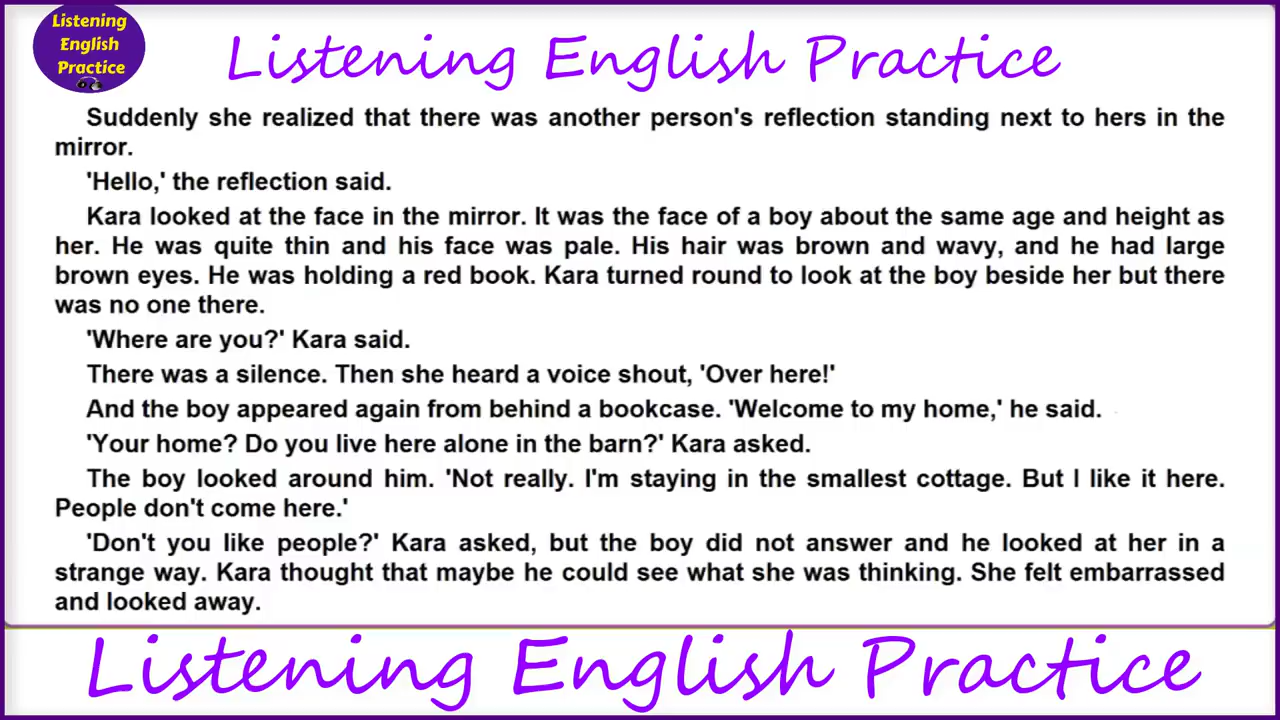 Listening
English
Practice
Listening English Practice
Suddenly she realized that there was another person's reflection standing next to hers in the
mirror.
'Hello,' the reflection said.
Kara looked at the face in the mirror. It was the face of a boy about the same age and height as
her. He was quite thin and his face was pale. His hair was brown and wavy, and he had large
brown eyes. He was holding a red book. Kara turned round to look at the boy beside her but there
was no one there.
'Where are you?' Kara said.
There was a silence. Then she heard a voice shout, 'Over here!'
And the boy appeared again from behind a bookcase. 'Welcome to my home,' he said.
'Your home? Do you live here alone in the barn?' Kara asked.
The boy looked around him. 'Not really. I'm staying in the smallest cottage. But I like it here.
People don't come here.'
'Don't you like people?' Kara asked, but the boy did not answer and he looked at her in a
strange way. Kara thought that maybe he could see what she was thinking. She felt embarrassed
and looked away.
Listening English Practice